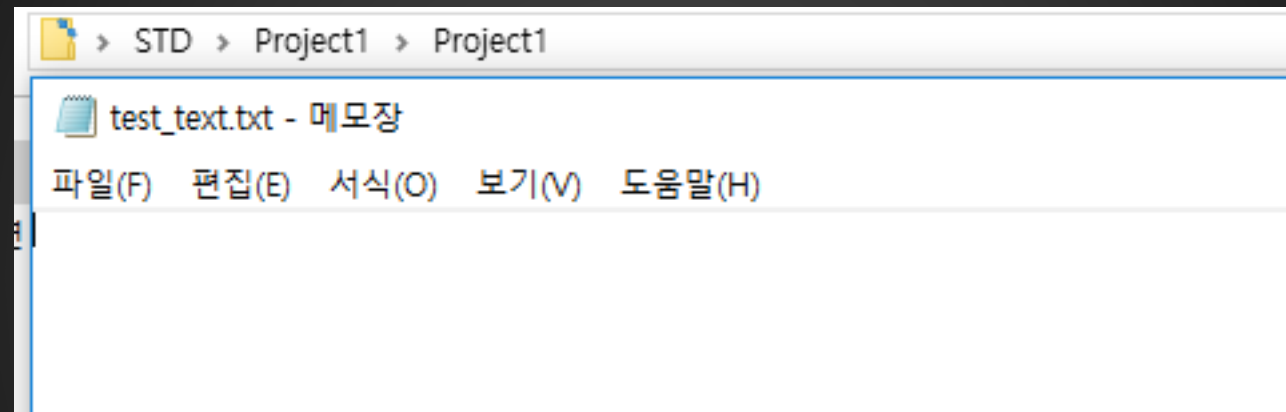 > STD > Project1 > Project1
test_text.txt - 메모장
파일(F) 편집(E) 서식(O) 보기(V) 도움말(H)